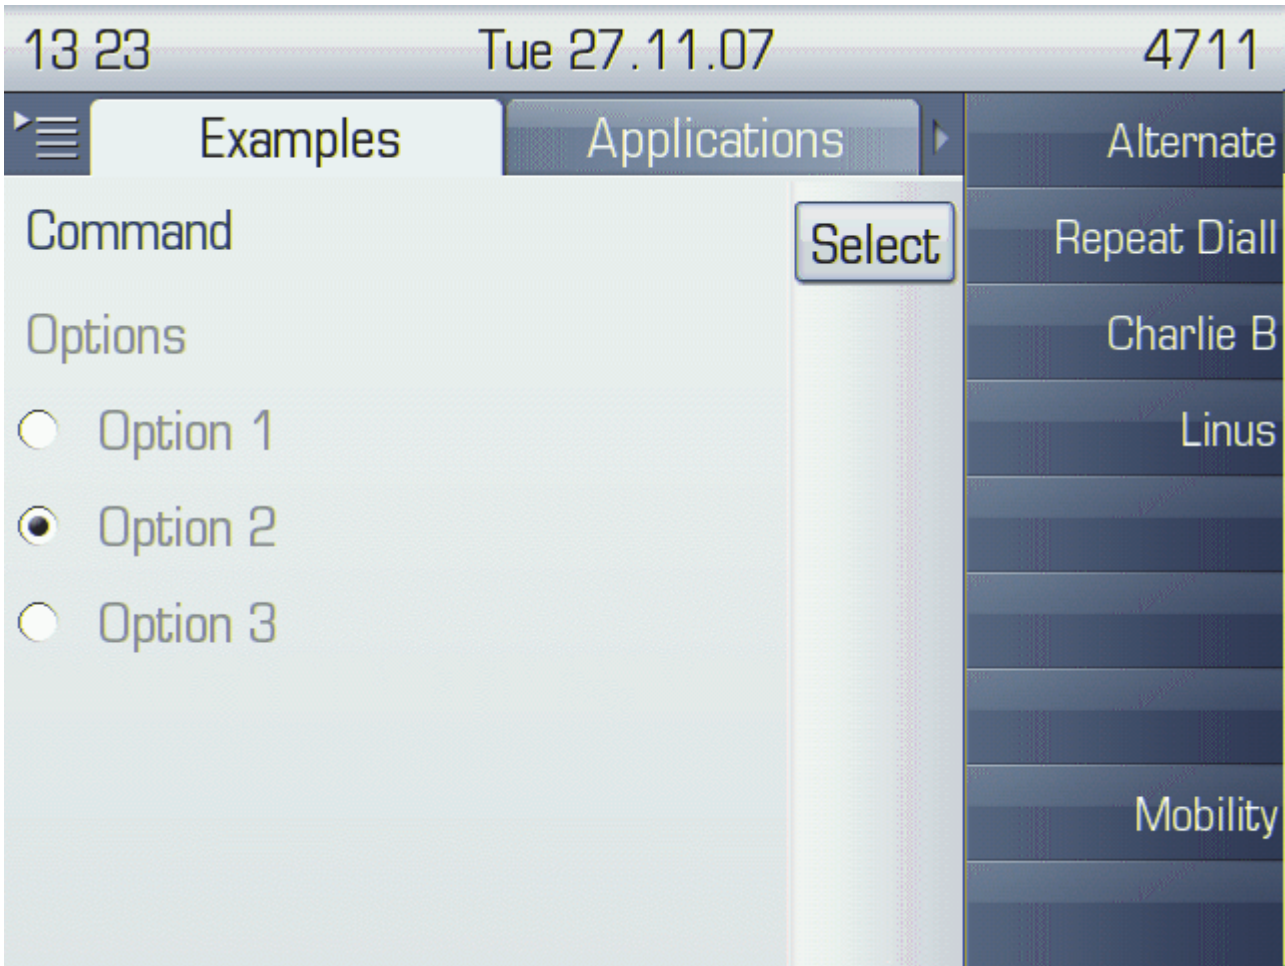 13 23 Tue 27.11.07 4711
Examples Applications
Alternate
Command Select
Repeat Diall
Options
Charlie B
Option 1
Linus
Option 2
Option 3
Mobility